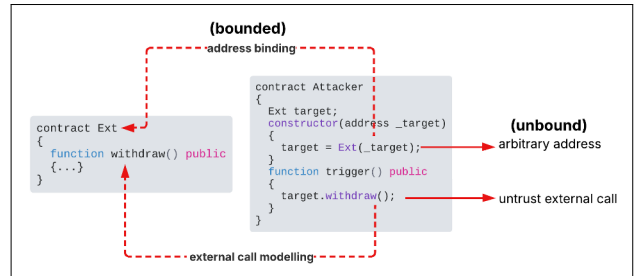 (bounded)
address binding
contract Ext
{
function withdraw() public
{...}
}
contract Attacker
{
Ext target;
constructor(address _target)
{
target = Ext(_target);
}
function trigger() public
{
target.withdraw();
}
}
(unbound)
arbitrary address
untrust external call
external call modelling